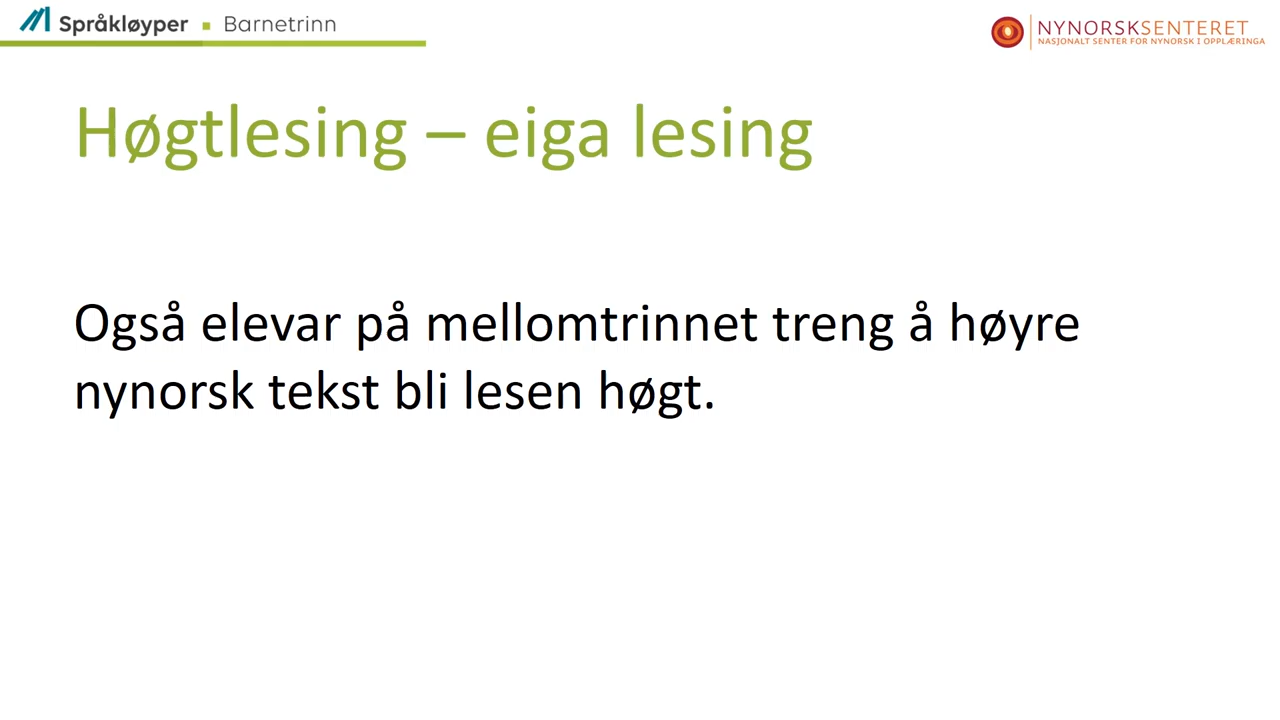 Språkløyper ▪ Barnetrinn
NYNORSKSENTERET
NASJONALT SENTER FOR NYNORSK I OPPLÆRINGA
Høgtlesing – eiga lesing
Også elevar på mellomtrinnet treng å høyre
nynorsk tekst bli lesen høgt.